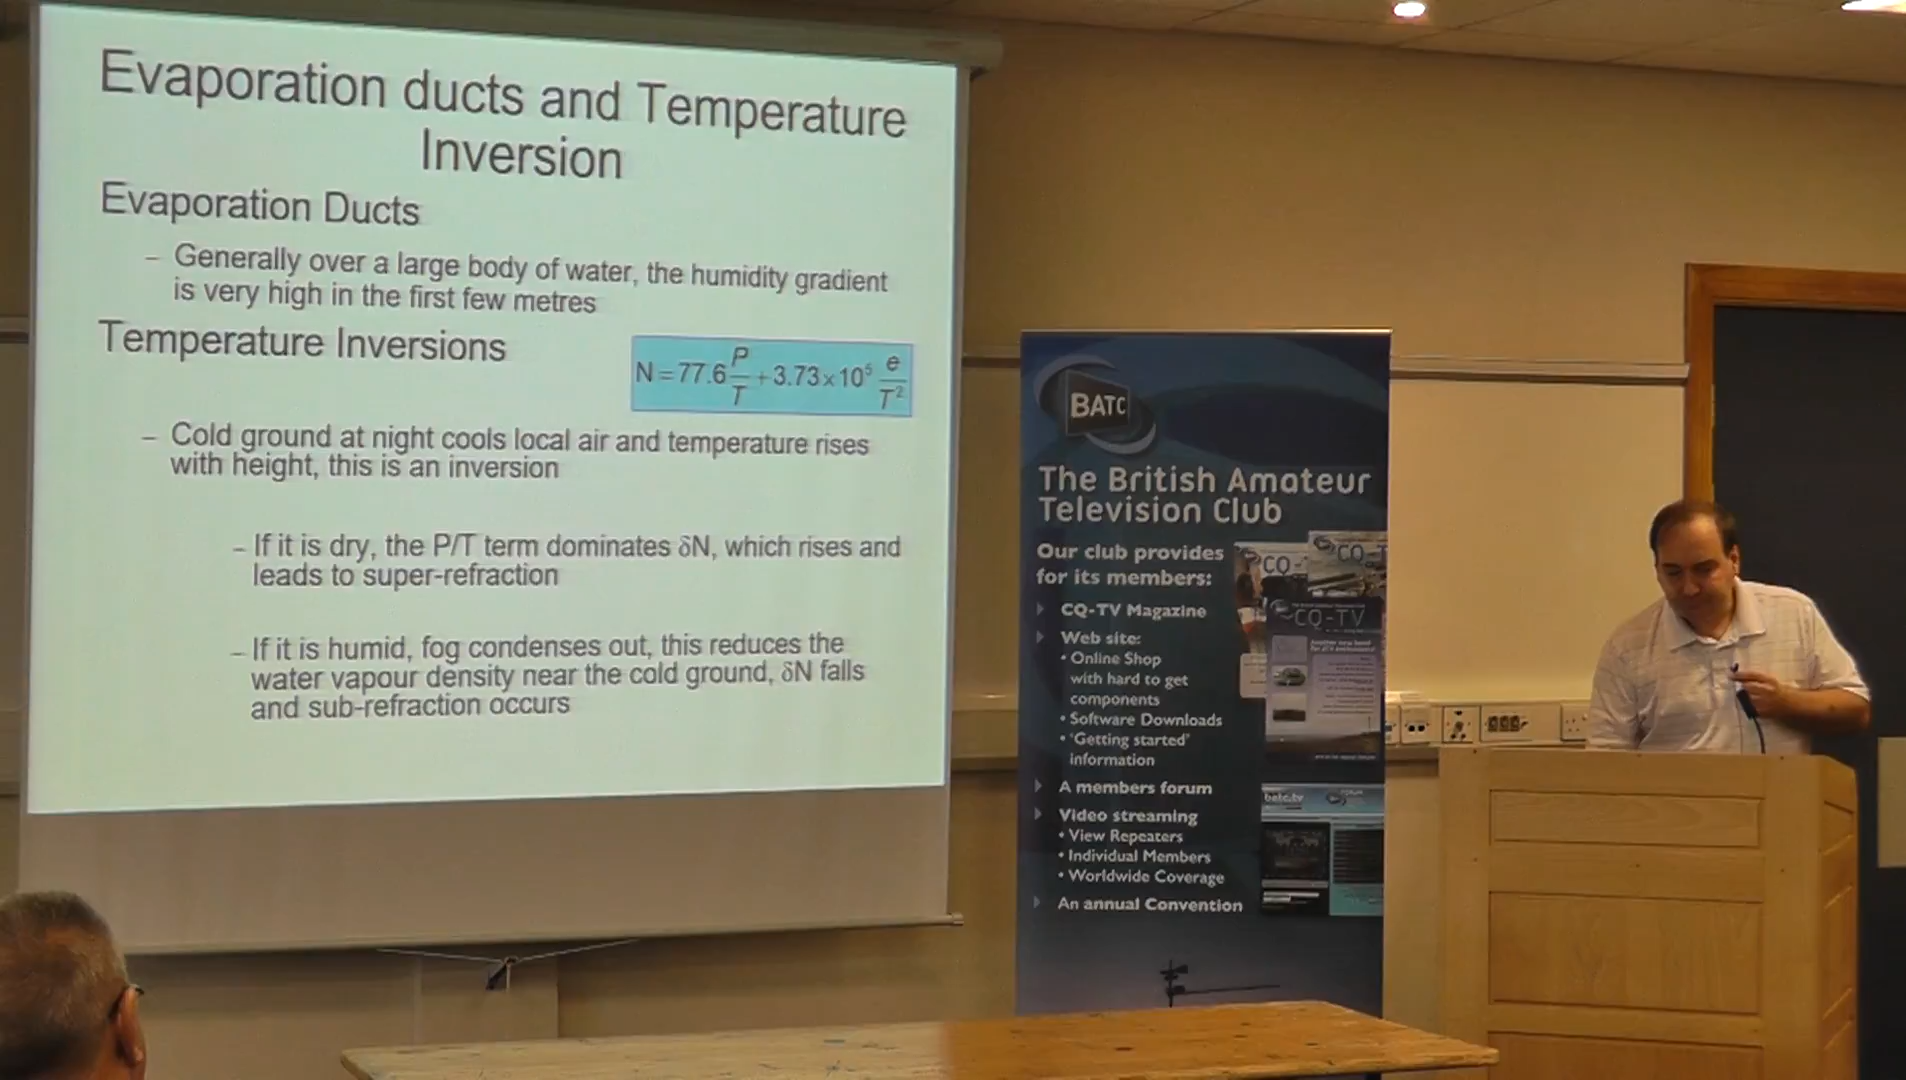 Evaporation ducts and Temperature
Inversion
Evaporation Ducts
– Generally over a large body of water, the humidity gradient
is very high in the first few metres
Temperature Inversions
N=77.6 P/T +3.73×10⁵ e/T²
– Cold ground at night cools local air and temperature rises
with height, this is an inversion
– If it is dry, the P/T term dominates δN, which rises and
leads to super-refraction
– If it is humid, fog condenses out, this reduces the
water vapour density near the cold ground, δN falls
and sub-refraction occurs
BATC
The British Amateur
Television Club
Our club provides
for its members:
CQ-TV Magazine
Web site:
• Online Shop
with hard to get
components
• Software Downloads
• 'Getting started'
information
A members forum
Video streaming
• View Repeaters
• Individual Members
• Worldwide Coverage
An annual Convention
CQ-T
CQ-TV
batc.tv